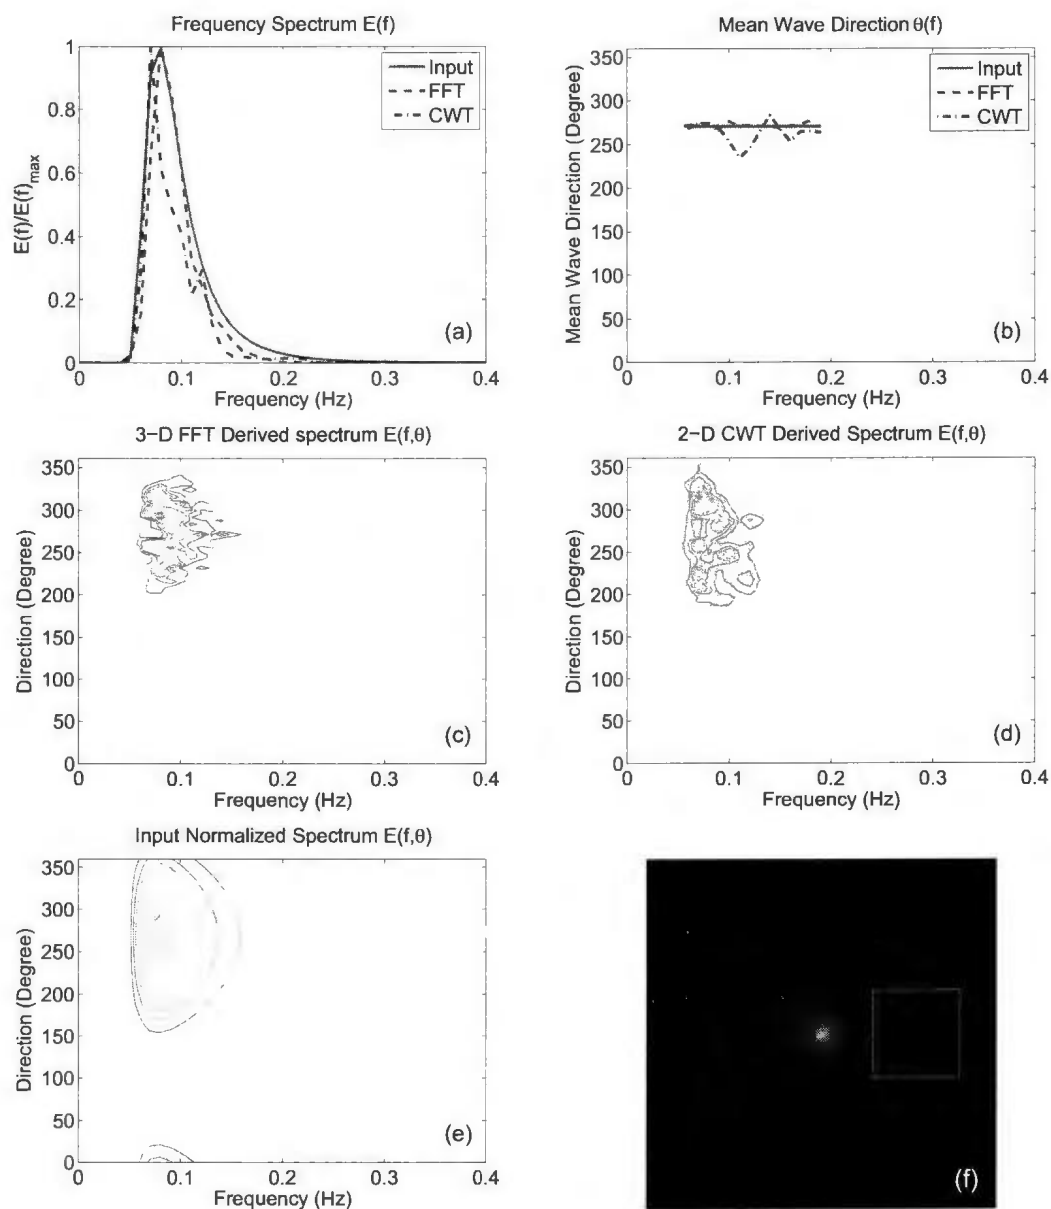 Frequency Spectrum E(f)
1
0.8
0.6
0.4
0.2
0
E(f)/E(f)max
Input
FFT
CWT
(a)
0
0.1
0.2
0.3
0.4
Frequency (Hz)
Mean Wave Direction θ(f)
350
300
250
200
150
100
50
0
Mean Wave Direction (Degree)
Input
FFT
CWT
(b)
0
0.1
0.2
0.3
0.4
Frequency (Hz)
3-D FFT Derived spectrum E(f,θ)
350
300
250
200
150
100
50
0
Direction (Degree)
(c)
0
0.1
0.2
0.3
0.4
Frequency (Hz)
2-D CWT Derived Spectrum E(f,θ)
350
300
250
200
150
100
50
0
Direction (Degree)
(d)
0
0.1
0.2
0.3
0.4
Frequency (Hz)
Input Normalized Spectrum E(f,θ)
350
300
250
200
150
100
50
0
Direction (Degree)
(e)
0
0.1
0.2
0.3
0.4
Frequency (Hz)
(f)